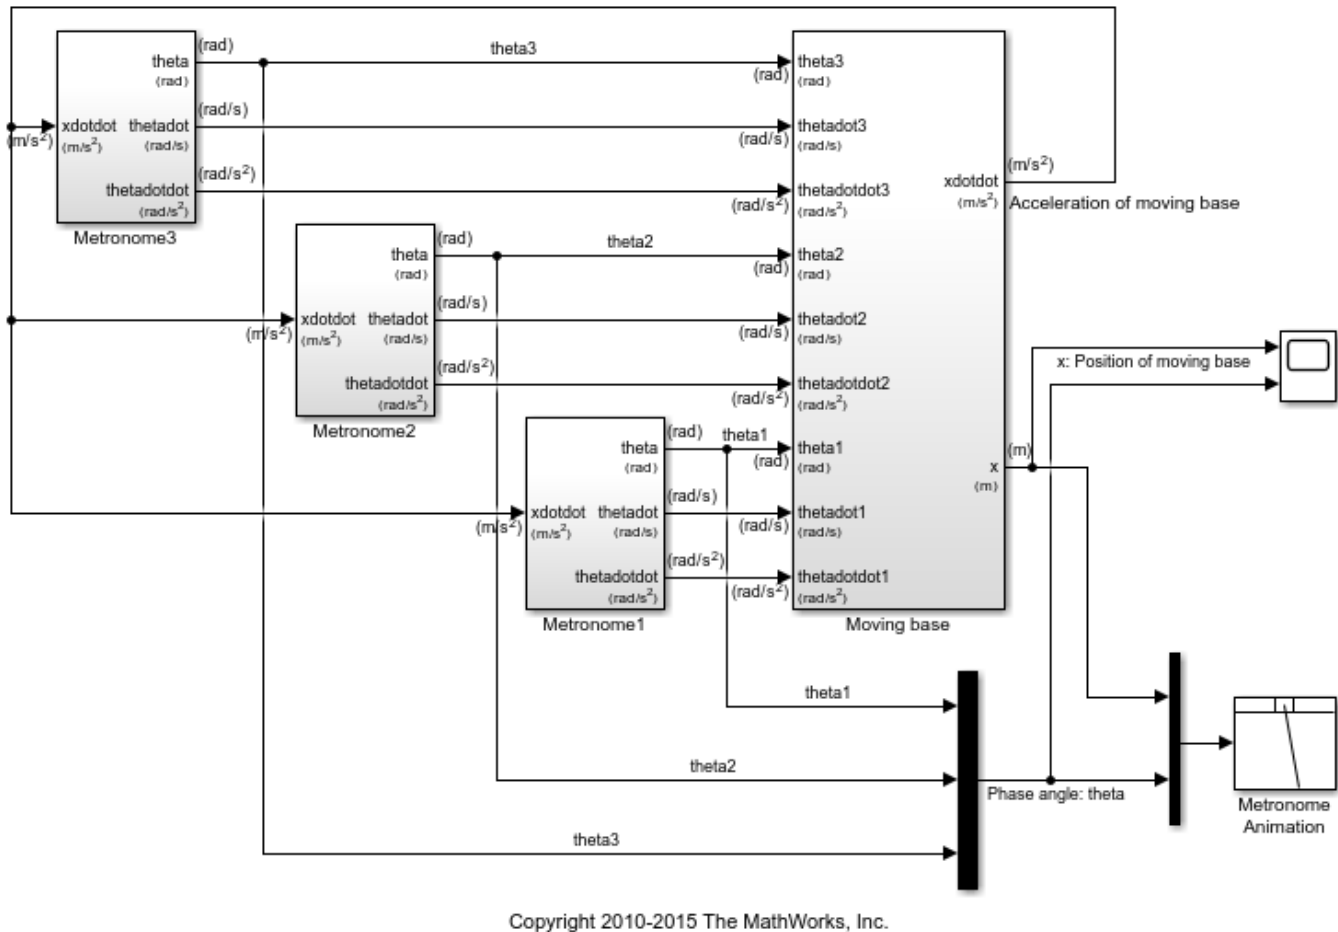 (rad)
theta3
theta
(rad)
(rad)
theta3
(rad)
(rad/s)
(m/s²)
xdotdot
(m/s²)
thetadot
(rad/s)
(rad/s)
thetadot3
(rad/s)
(rad/s²)
thetadotdot
(rad/s²)
(rad/s²)
thetadotdot3
(rad/s²)
Metronome3
xdotdot
(m/s²)
(m/s²)
Acceleration of moving base
(rad)
theta2
theta
(rad)
(rad)
theta2
(rad)
(rad/s)
(m/s²)
xdotdot
(m/s²)
thetadot
(rad/s)
(rad/s)
thetadot2
(rad/s)
(rad/s²)
thetadotdot
(rad/s²)
(rad/s²)
thetadotdot2
(rad/s²)
Metronome2
x: Position of moving base
(rad)
theta1
theta
(rad)
(rad)
theta1
(rad)
(m)
x
(m)
(rad/s)
(m/s²)
xdotdot
(m/s²)
thetadot
(rad/s)
(rad/s)
thetadot1
(rad/s)
(rad/s²)
thetadotdot
(rad/s²)
(rad/s²)
thetadotdot1
(rad/s²)
Metronome1
Moving base
theta1
theta2
Phase angle: theta
theta3
Metronome
Animation
Copyright 2010-2015 The MathWorks, Inc.